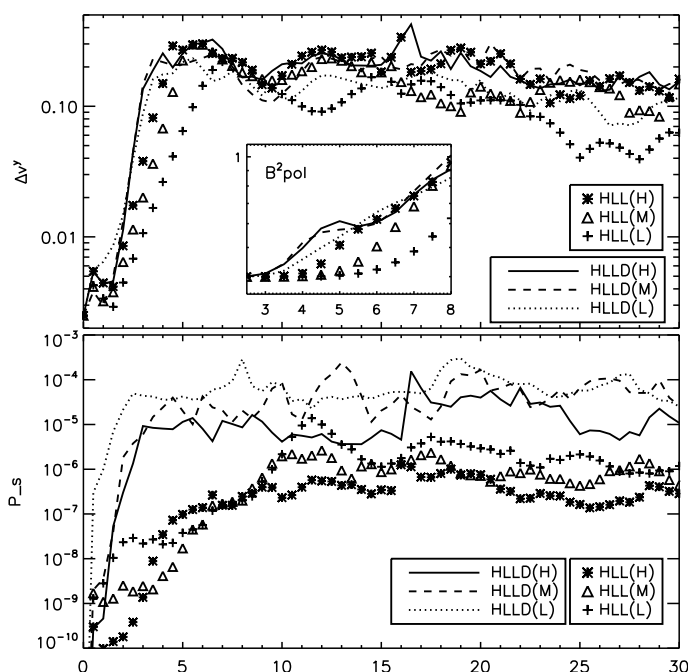 0.10
0.01
Δv^y
1
B²pol
3 4 5 6 7 8
HLL(H)
HLL(M)
HLL(L)
HLLD(H)
HLLD(M)
HLLD(L)
10⁻³
10⁻⁴
10⁻⁵
10⁻⁶
10⁻⁷
10⁻⁸
10⁻⁹
10⁻¹⁰
P_s
HLLD(H) HLL(H)
HLLD(M) HLL(M)
HLLD(L) HLL(L)
0 5 10 15 20 25 30